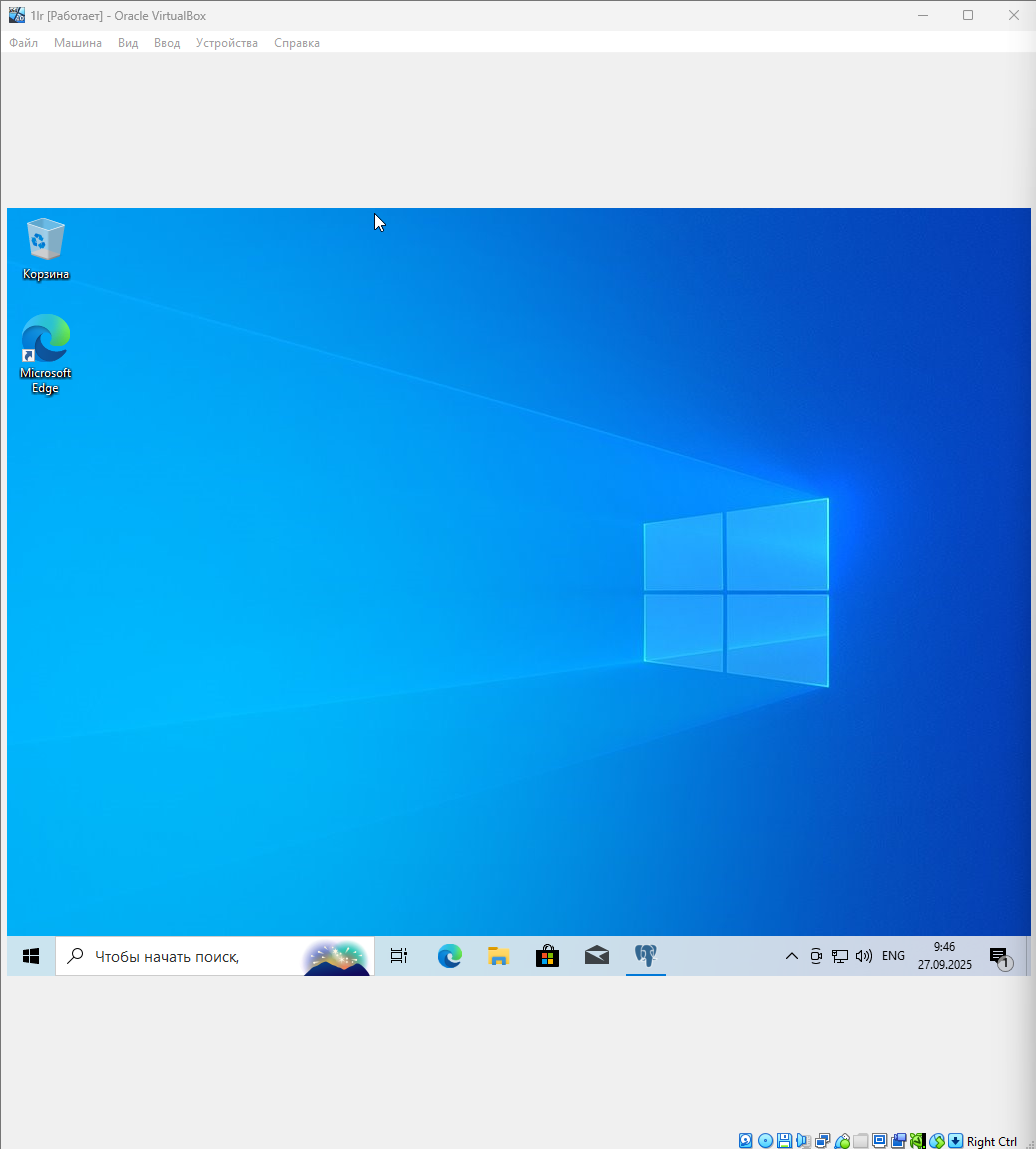 1lr [Работает] - Oracle VirtualBox
Файл Машина Вид Ввод Устройства Справка
Корзина
Microsoft
Edge
Чтобы начать поиск,
ENG
9:46
27.09.2025
1
Right Ctrl